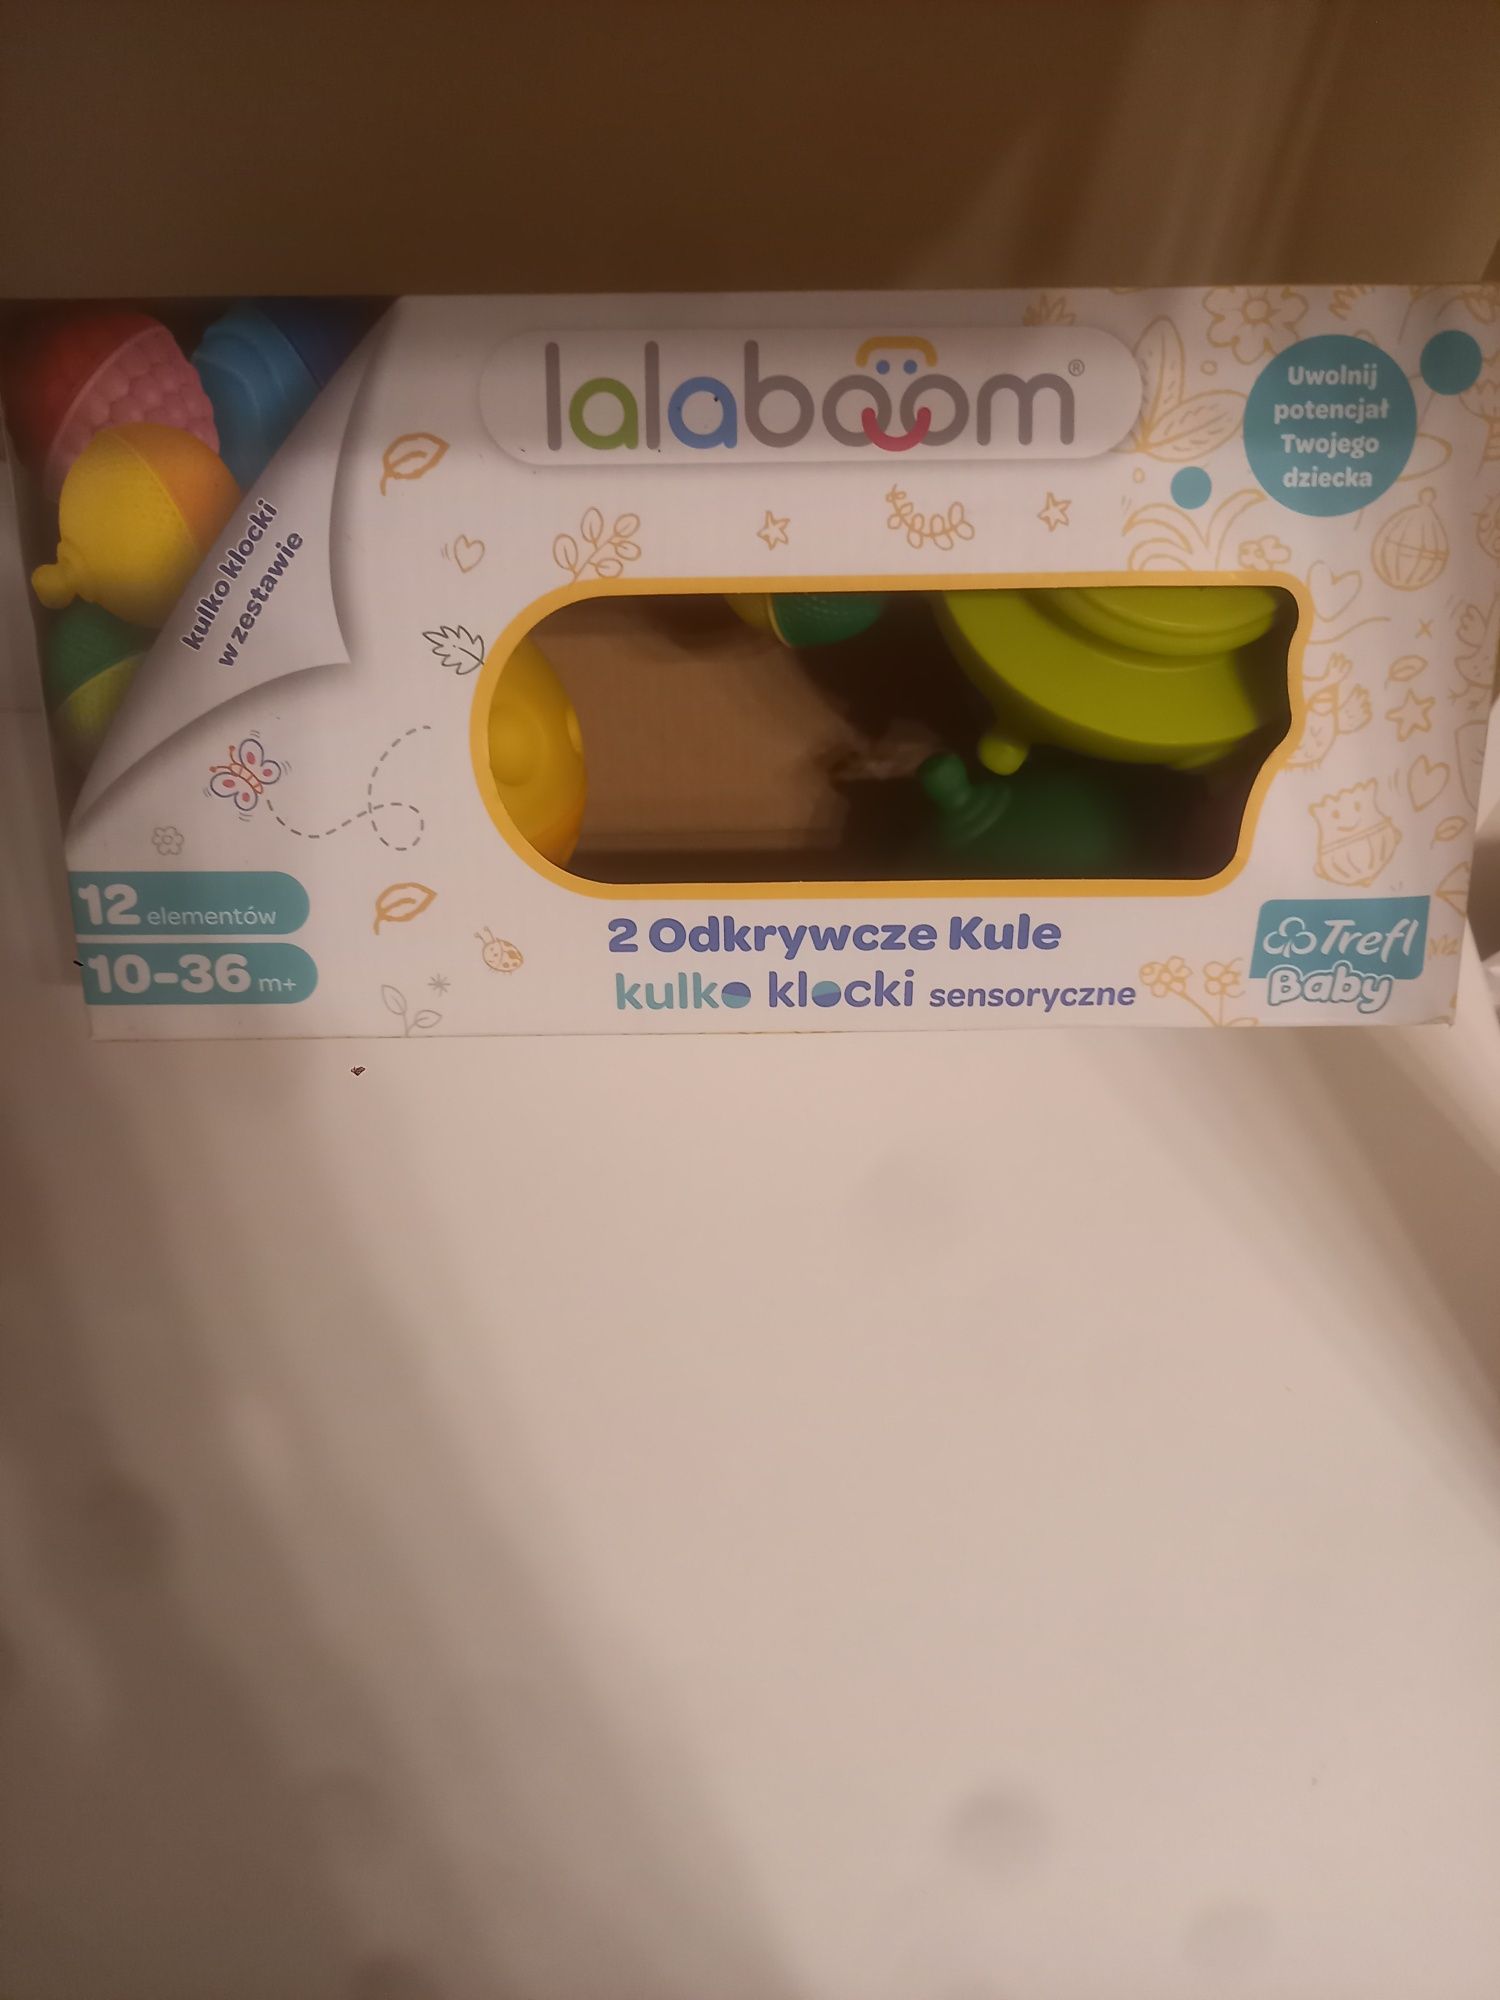 lalaboom®
Uwolnij
potencjał
Twojego
dziecka
kulko klocki
w zestawie
12 elementów
10-36 m+
2 Odkrywcze Kule
kulko klocki sensoryczne
Trefl
Baby